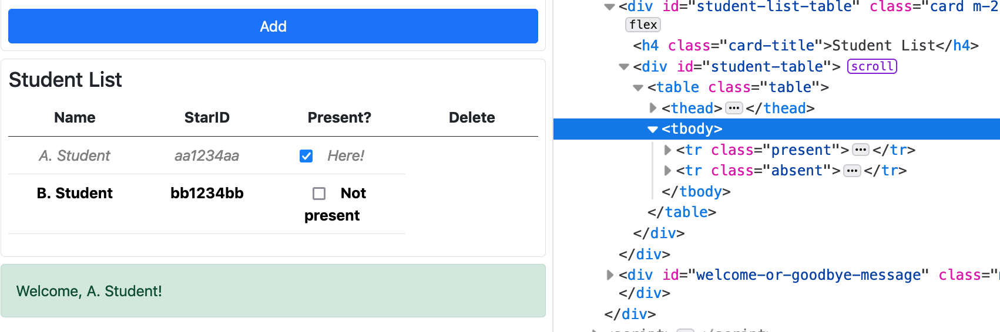 Add
Student List
Name StarID Present? Delete
A. Student aa1234aa Here!
B. Student bb1234bb Not
present
Welcome, A. Student!
<div id="student-list-table" class="card m-2
flex
<h4 class="card-title">Student List</h4>
<div id="student-table"> scroll
<table class="table">
<thead> ••• </thead>
<tbody>
<tr class="present"> ••• </tr>
<tr class="absent"> ••• </tr>
</tbody>
</table>
</div>
</div>
<div id="welcome-or-goodbye-message" class="
</div>
</div>